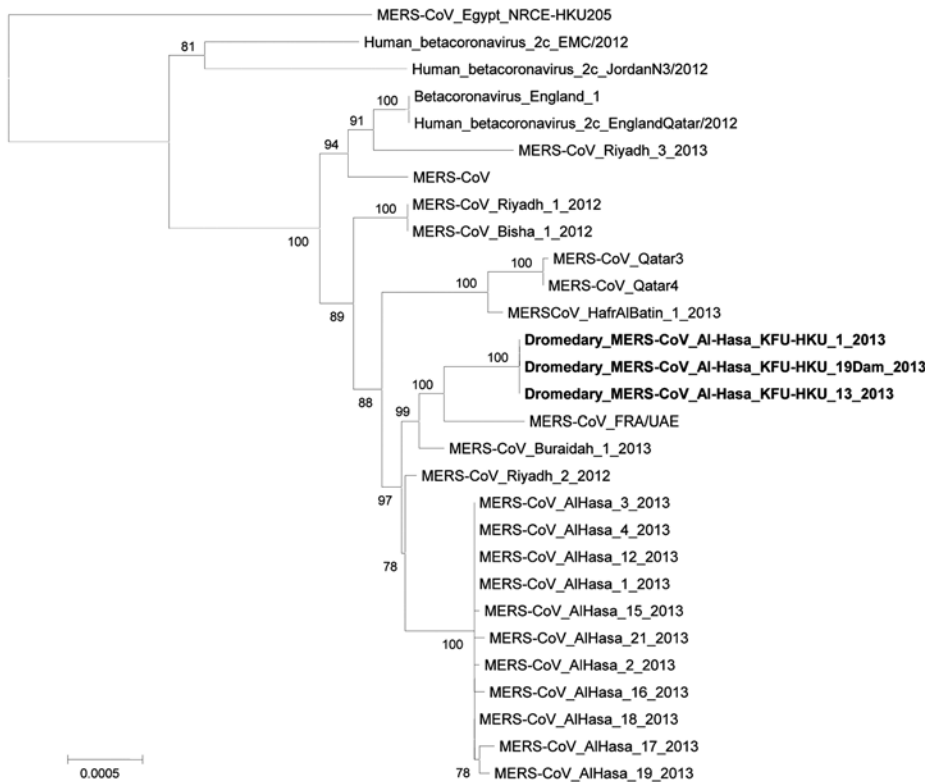 MERS-CoV_Egypt_NRCE-HKU205
81
Human_betacoronavirus_2c_EMC/2012
Human_betacoronavirus_2c_JordanN3/2012
100
Betacoronavirus_England_1
91
Human_betacoronavirus_2c_EnglandQatar/2012
94
MERS-CoV_Riyadh_3_2013
MERS-CoV
100
MERS-CoV_Riyadh_1_2012
100
MERS-CoV_Bisha_1_2012
100
MERS-CoV_Qatar3
100
MERS-CoV_Qatar4
89
MERSCoV_HafrAlBatin_1_2013
Dromedary_MERS-CoV_Al-Hasa_KFU-HKU_1_2013
100
Dromedary_MERS-CoV_Al-Hasa_KFU-HKU_19Dam_2013
100
Dromedary_MERS-CoV_Al-Hasa_KFU-HKU_13_2013
88
99
MERS-CoV_FRA/UAE
MERS-CoV_Buraidah_1_2013
MERS-CoV_Riyadh_2_2012
97
MERS-CoV_AlHasa_3_2013
MERS-CoV_AlHasa_4_2013
78
MERS-CoV_AlHasa_12_2013
MERS-CoV_AlHasa_1_2013
MERS-CoV_AlHasa_15_2013
100
MERS-CoV_AlHasa_21_2013
MERS-CoV_AlHasa_2_2013
MERS-CoV_AlHasa_16_2013
MERS-CoV_AlHasa_18_2013
MERS-CoV_AlHasa_17_2013
78
MERS-CoV_AlHasa_19_2013
0.0005